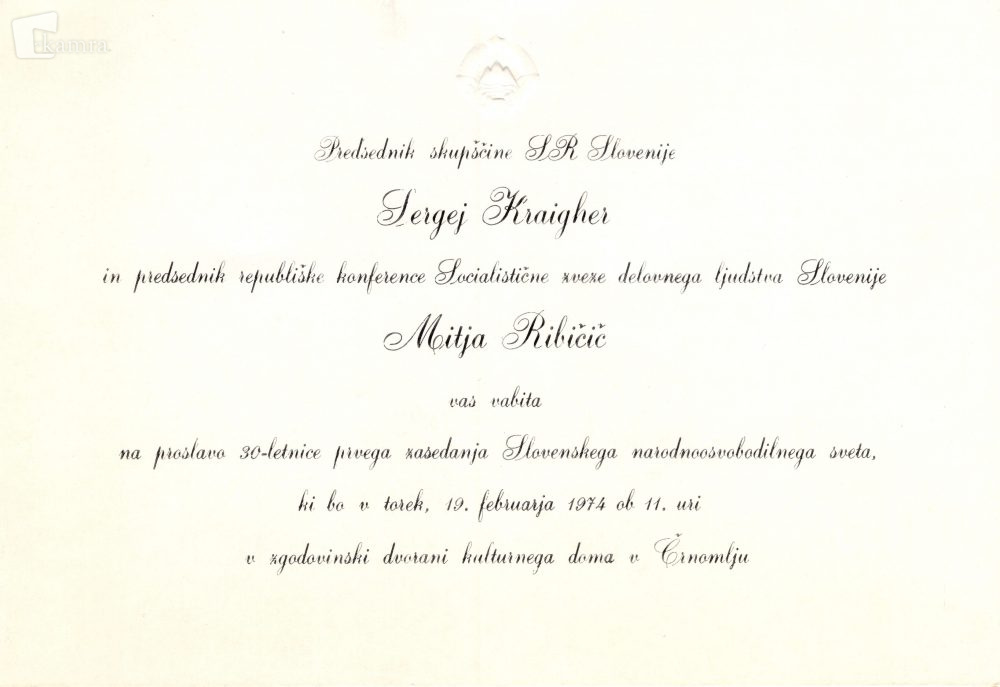 kamra
Predsednik skupščine SR Slovenije
Sergej Kraigher
in predsednik republiške konference Socialistične zveze delovnega ljudstva Slovenije
Mitja Ribičič
vas vabita
na proslavo 30-letnice prvega zasedanja Slovenskega narodnoosvobodilnega sveta,
ki bo v torek, 19. februarja 1974 ob 11. uri
v zgodovinski dvorani kulturnega doma v Črnomlju